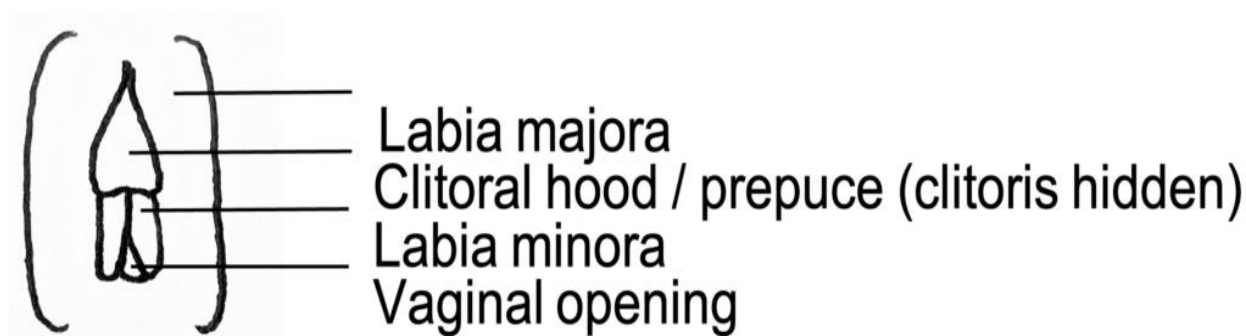 Labia majora
Clitoral hood / prepuce (clitoris hidden)
Labia minora
Vaginal opening